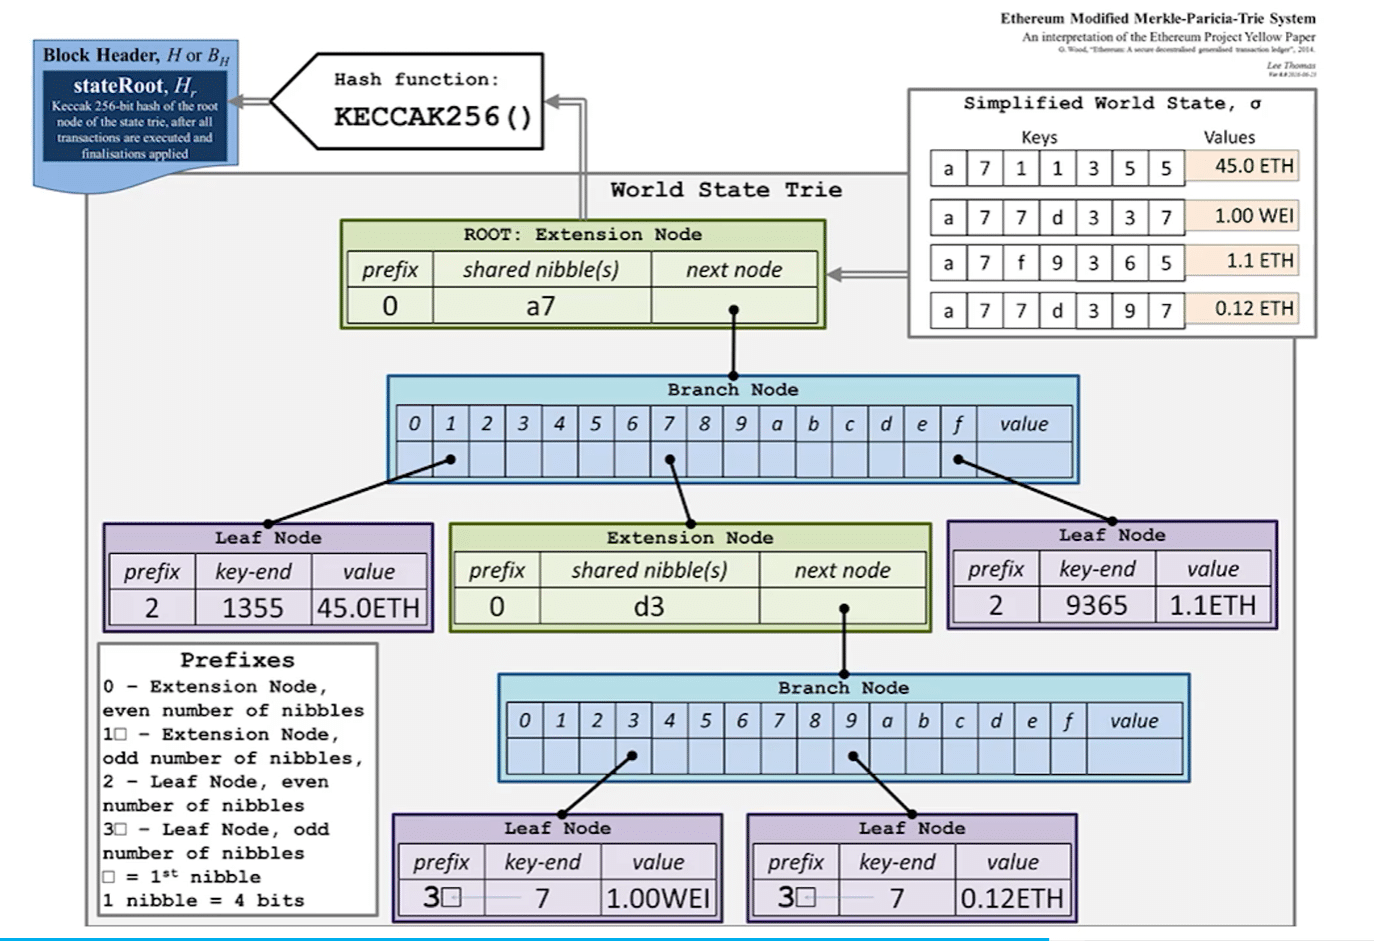 Ethereum Modified Merkle-Paricia-Trie System
An interpretation of the Ethereum Project Yellow Paper
G. Wood, "Ethereum: A secure decentralised generalised transaction ledger", 2014.
Lee Thomas
Block Header, H or B_H
stateRoot, H_r
Keccak 256-bit hash of the root
node of the state trie, after all
transactions are executed and
finalisations applied
Hash function:
KECCAK256()
Simplified World State, σ
Keys Values
a 7 1 1 3 5 5 45.0 ETH
a 7 7 d 3 3 7 1.00 WEI
a 7 f 9 3 6 5 1.1 ETH
a 7 7 d 3 9 7 0.12 ETH
World State Trie
ROOT: Extension Node
prefix shared nibble(s) next node
0 a7
Branch Node
0 1 2 3 4 5 6 7 8 9 a b c d e f value
Leaf Node
prefix key-end value
2 1355 45.0ETH
Extension Node
prefix shared nibble(s) next node
0 d3
Leaf Node
prefix key-end value
2 9365 1.1ETH
Branch Node
0 1 2 3 4 5 6 7 8 9 a b c d e f value
Leaf Node
prefix key-end value
3□ 7 1.00WEI
Leaf Node
prefix key-end value
3□ 7 0.12ETH
Prefixes
0 - Extension Node,
even number of nibbles
1□ - Extension Node,
odd number of nibbles,
2 - Leaf Node, even
number of nibbles
3□ - Leaf Node, odd
number of nibbles
□ = 1st nibble
1 nibble = 4 bits